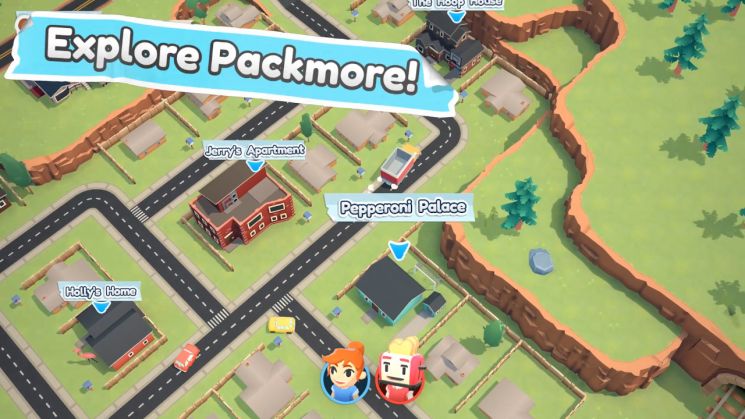 The Hoop House
Explore Packmore!
Jerry's Apartment
Pepperoni Palace
Holly's Home